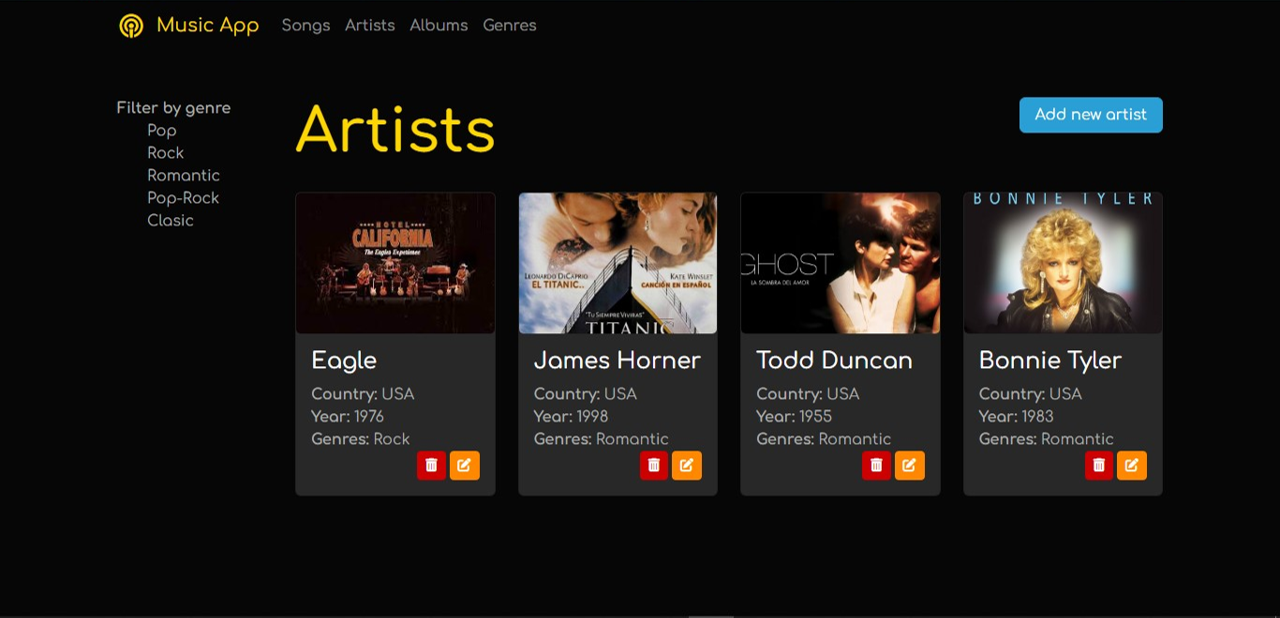 Music App
Songs Artists Albums Genres
Filter by genre
Pop
Rock
Romantic
Pop-Rock
Clasic
Artists
Add new artist
HOTEL
CALIFORNIA
The Eagles Experience
Eagle
Country: USA
Year: 1976
Genres: Rock
LEONARDO DICAPRIO
KATE WINSLET
EL TITANIC..
CANCIÓN EN ESPAÑOL
"TU SIEMPRE VIVIRAS"
TITANIC
James Horner
Country: USA
Year: 1998
Genres: Romantic
GHOST
LA SOMBRA DEL AMOR
Todd Duncan
Country: USA
Year: 1955
Genres: Romantic
BONNIE TYLER
Bonnie Tyler
Country: USA
Year: 1983
Genres: Romantic